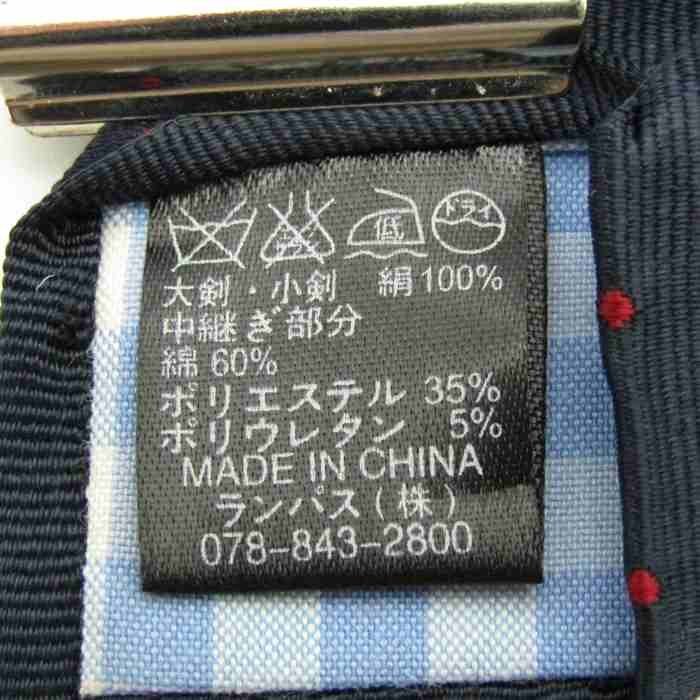 低 ドライ
大剣・小剣 絹100%
中継ぎ部分
綿 60%
ポリエステル 35%
ポリウレタン 5%
MADE IN CHINA
ランパス(株)
078-843-2800